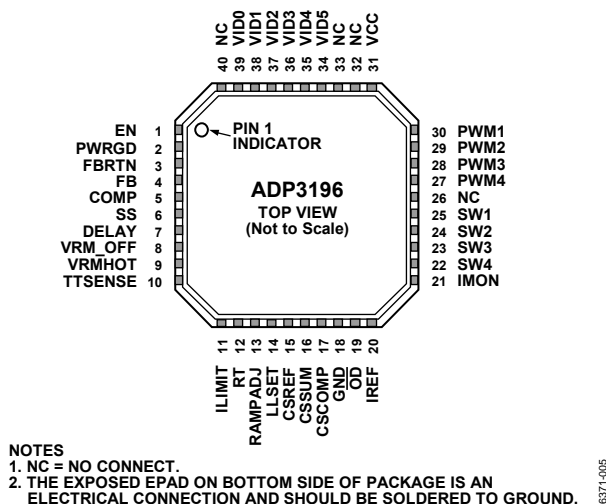 NC
VID0
VID1
VID2
VID3
VID4
VID5
NC
NC
VCC
40
39
38
37
36
35
34
33
32
31
EN 1
PWRGD 2
FBRTN 3
FB 4
COMP 5
SS 6
DELAY 7
VRM_OFF 8
VRMHOT 9
TTSENSE 10
PIN 1
INDICATOR
ADP3196
TOP VIEW
(Not to Scale)
30 PWM1
29 PWM2
28 PWM3
27 PWM4
26 NC
25 SW1
24 SW2
23 SW3
22 SW4
21 IMON
11
12
13
14
15
16
17
18
19
20
ILIMIT
RT
RAMPADJ
LLSET
CSREF
CSSUM
CSCOMP
GND
OD
IREF
NOTES
1. NC = NO CONNECT.
2. THE EXPOSED EPAD ON BOTTOM SIDE OF PACKAGE IS AN
ELECTRICAL CONNECTION AND SHOULD BE SOLDERED TO GROUND.